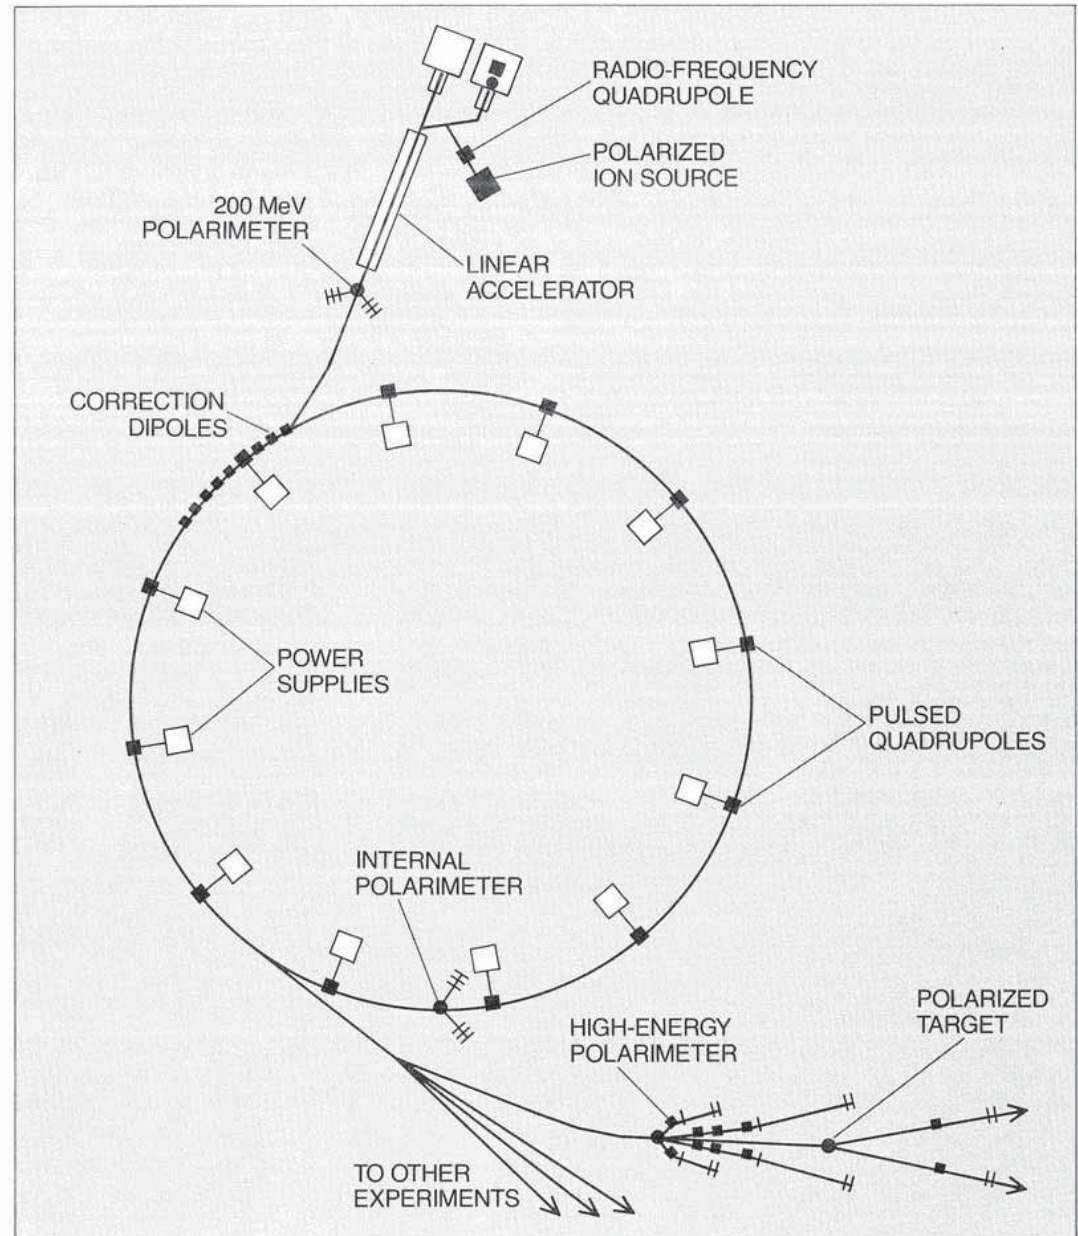 RADIO-FREQUENCY
QUADRUPOLE
POLARIZED
ION SOURCE
200 MeV
POLARIMETER
LINEAR
ACCELERATOR
CORRECTION
DIPOLES
POWER
SUPPLIES
PULSED
QUADRUPOLES
INTERNAL
POLARIMETER
POLARIZED
TARGET
HIGH-ENERGY
POLARIMETER
TO OTHER
EXPERIMENTS